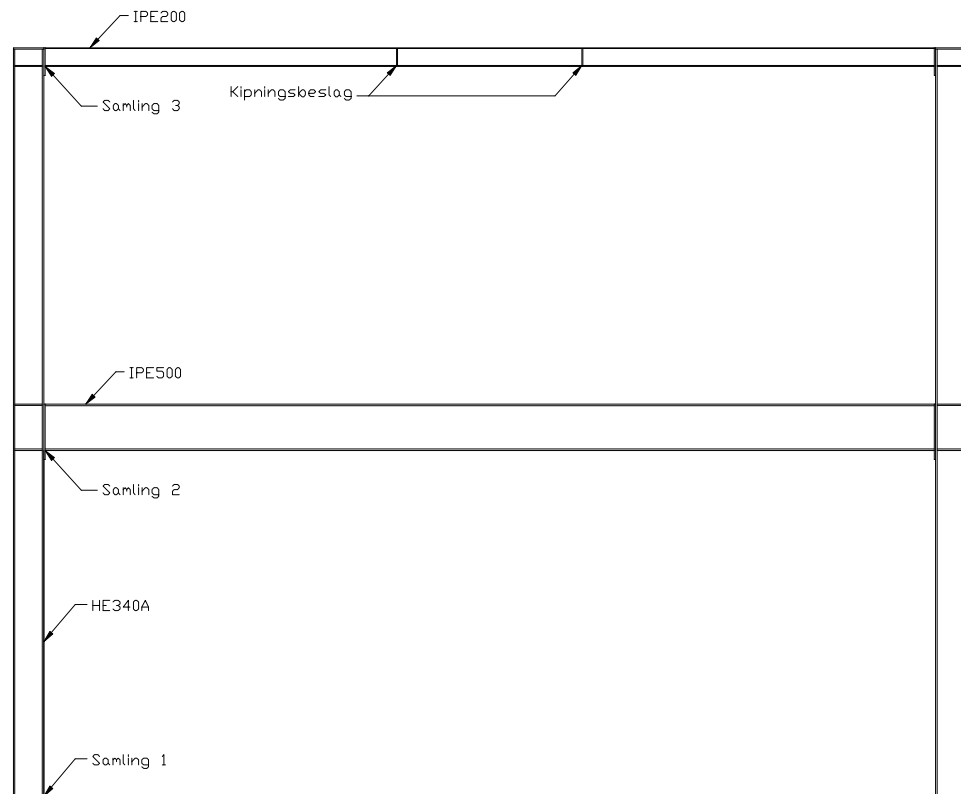 IPE200
Samling 3
Kipningsbeslag
IPE500
Samling 2
HE340A
Samling 1